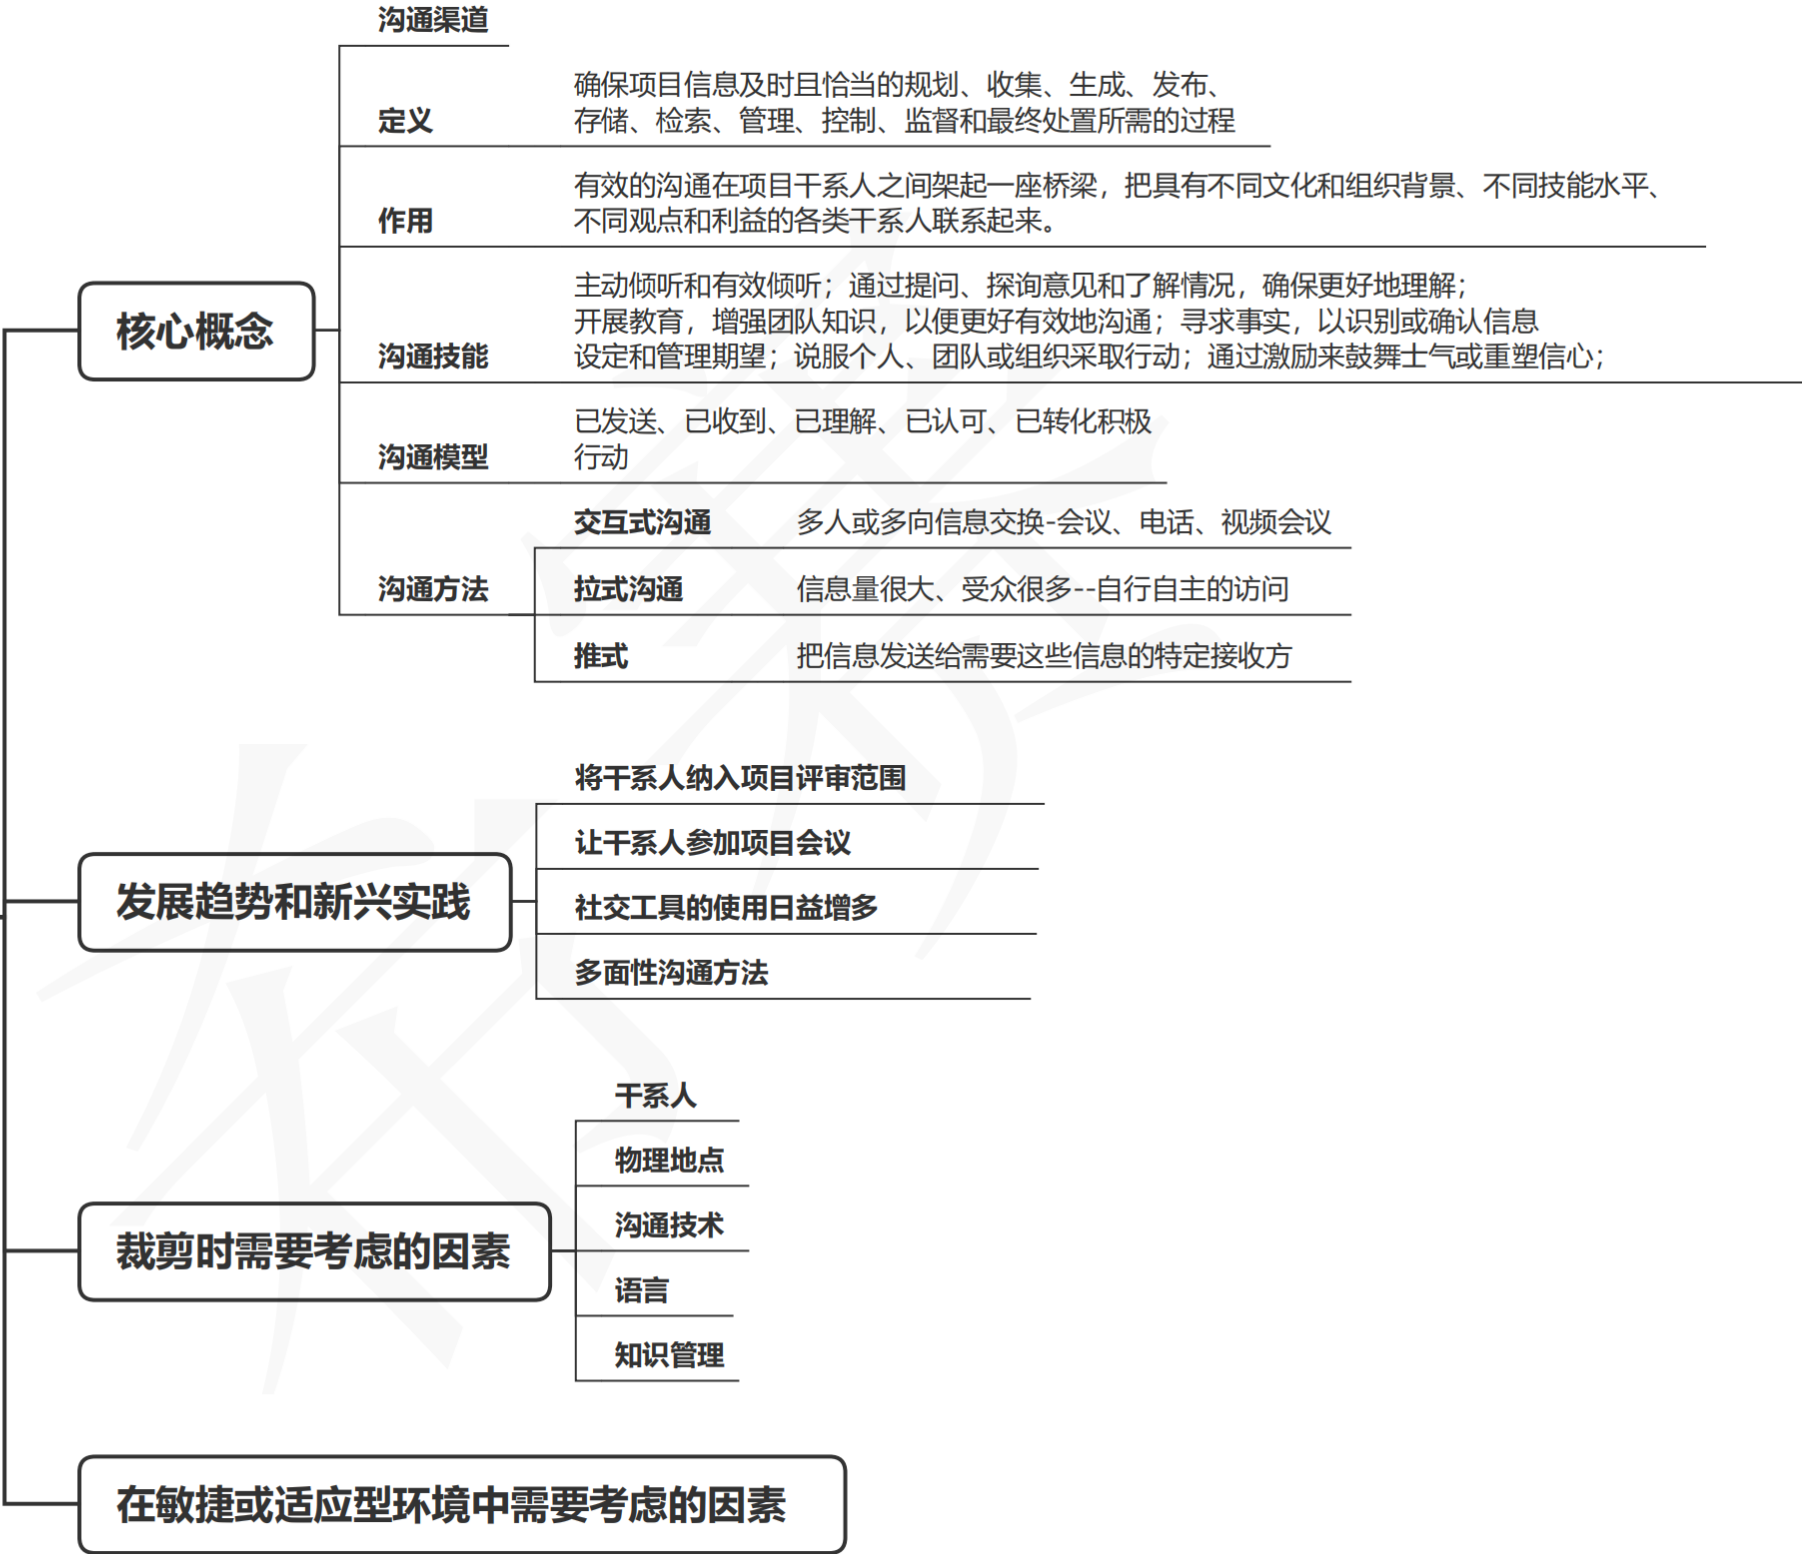 沟通渠道
定义
确保项目信息及时且恰当的规划、收集、生成、发布、
存储、检索、管理、控制、监督和最终处置所需的过程
作用
有效的沟通在项目干系人之间架起一座桥梁，把具有不同文化和组织背景、不同技能水平、
不同观点和利益的各类干系人联系起来。
核心概念
沟通技能
主动倾听和有效倾听；通过提问、探询意见和了解情况，确保更好地理解；
开展教育，增强团队知识，以便更好有效地沟通；寻求事实，以识别或确认信息
设定和管理期望；说服个人、团队或组织采取行动；通过激励来鼓舞士气或重塑信心；
沟通模型
已发送、已收到、已理解、已认可、已转化积极
行动
沟通方法
交互式沟通 多人或多向信息交换-会议、电话、视频会议
拉式沟通 信息量很大、受众很多--自行自主的访问
推式 把信息发送给需要这些信息的特定接收方
发展趋势和新兴实践
将干系人纳入项目评审范围
让干系人参加项目会议
社交工具的使用日益增多
多面性沟通方法
裁剪时需要考虑的因素
干系人
物理地点
沟通技术
语言
知识管理
在敏捷或适应型环境中需要考虑的因素